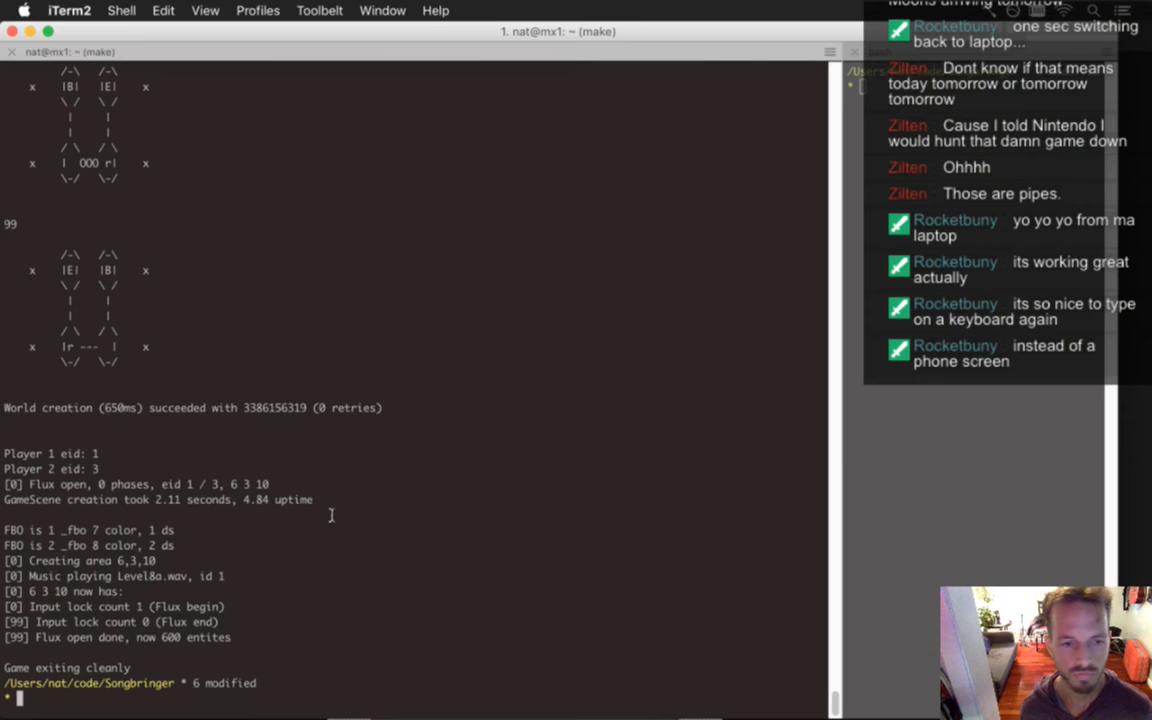 iTerm2 Shell Edit View Profiles Toolbelt Window Help
1. nat@mx1: ~ (make)
nat@mx1: ~ (make)
/-\ /-\
x |B| |E| x
\ / \ /
| |
| |
/ \ / \
x | OOO r| x
\-/ \-/
99
/-\ /-\
x |E| |B| x
\ / \ /
| |
| |
/ \ / \
x |r --- | x
\-/ \-/
World creation (650ms) succeeded with 3386156319 (0 retries)
Player 1 eid: 1
Player 2 eid: 3
[0] Flux open, 0 phases, eid 1 / 3, 6 3 10
GameScene creation took 2.11 seconds, 4.84 uptime
FBO is 1 _fbo 7 color, 1 ds
FBO is 2 _fbo 8 color, 2 ds
[0] Creating area 6,3,10
[0] Music playing Level8a.wav, id 1
[0] 6 3 10 now has:
[0] Input lock count 1 (Flux begin)
[99] Input lock count 0 (Flux end)
[99] Flux open done, now 600 entites
Game exiting cleanly
/Users/nat/code/Songbringer * 6 modified
*
/Users
*
Moons arriving tomorrow
Rocketbuny one sec switching
back to laptop...
Zilten Dont know if that means
today tomorrow or tomorrow
tomorrow
Zilten Cause I told Nintendo I
would hunt that damn game down
Zilten Ohhhh
Zilten Those are pipes.
Rocketbuny yo yo yo from ma
laptop
Rocketbuny its working great
actually
Rocketbuny its so nice to type
on a keyboard again
Rocketbuny instead of a
phone screen